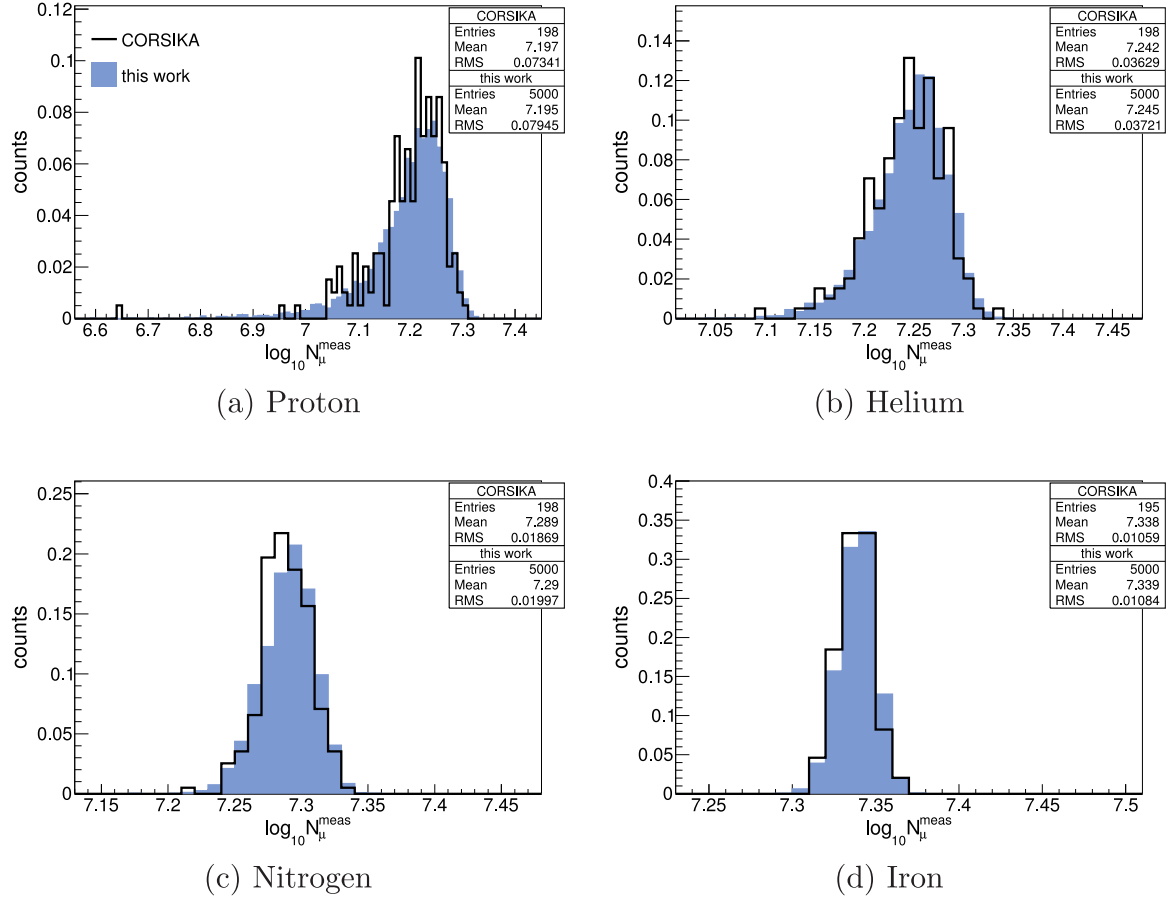 0.12
0.1
0.08
0.06
0.04
0.02
0
counts
CORSIKA
this work
CORSIKA
Entries 198
Mean 7.197
RMS 0.07341
this work
Entries 5000
Mean 7.195
RMS 0.07945
6.6 6.7 6.8 6.9 7 7.1 7.2 7.3 7.4
log10Nμmeas
(a) Proton
0.14
0.12
0.1
0.08
0.06
0.04
0.02
0
counts
CORSIKA
Entries 198
Mean 7.242
RMS 0.03629
this work
Entries 5000
Mean 7.245
RMS 0.03721
7.05 7.1 7.15 7.2 7.25 7.3 7.35 7.4 7.45
log10Nμmeas
(b) Helium
0.25
0.2
0.15
0.1
0.05
0
counts
CORSIKA
Entries 198
Mean 7.289
RMS 0.01869
this work
Entries 5000
Mean 7.29
RMS 0.01997
7.15 7.2 7.25 7.3 7.35 7.4 7.45
log10Nμmeas
(c) Nitrogen
0.4
0.35
0.3
0.25
0.2
0.15
0.1
0.05
0
counts
CORSIKA
Entries 195
Mean 7.338
RMS 0.01059
this work
Entries 5000
Mean 7.339
RMS 0.01084
7.25 7.3 7.35 7.4 7.45 7.5
log10Nμmeas
(d) Iron